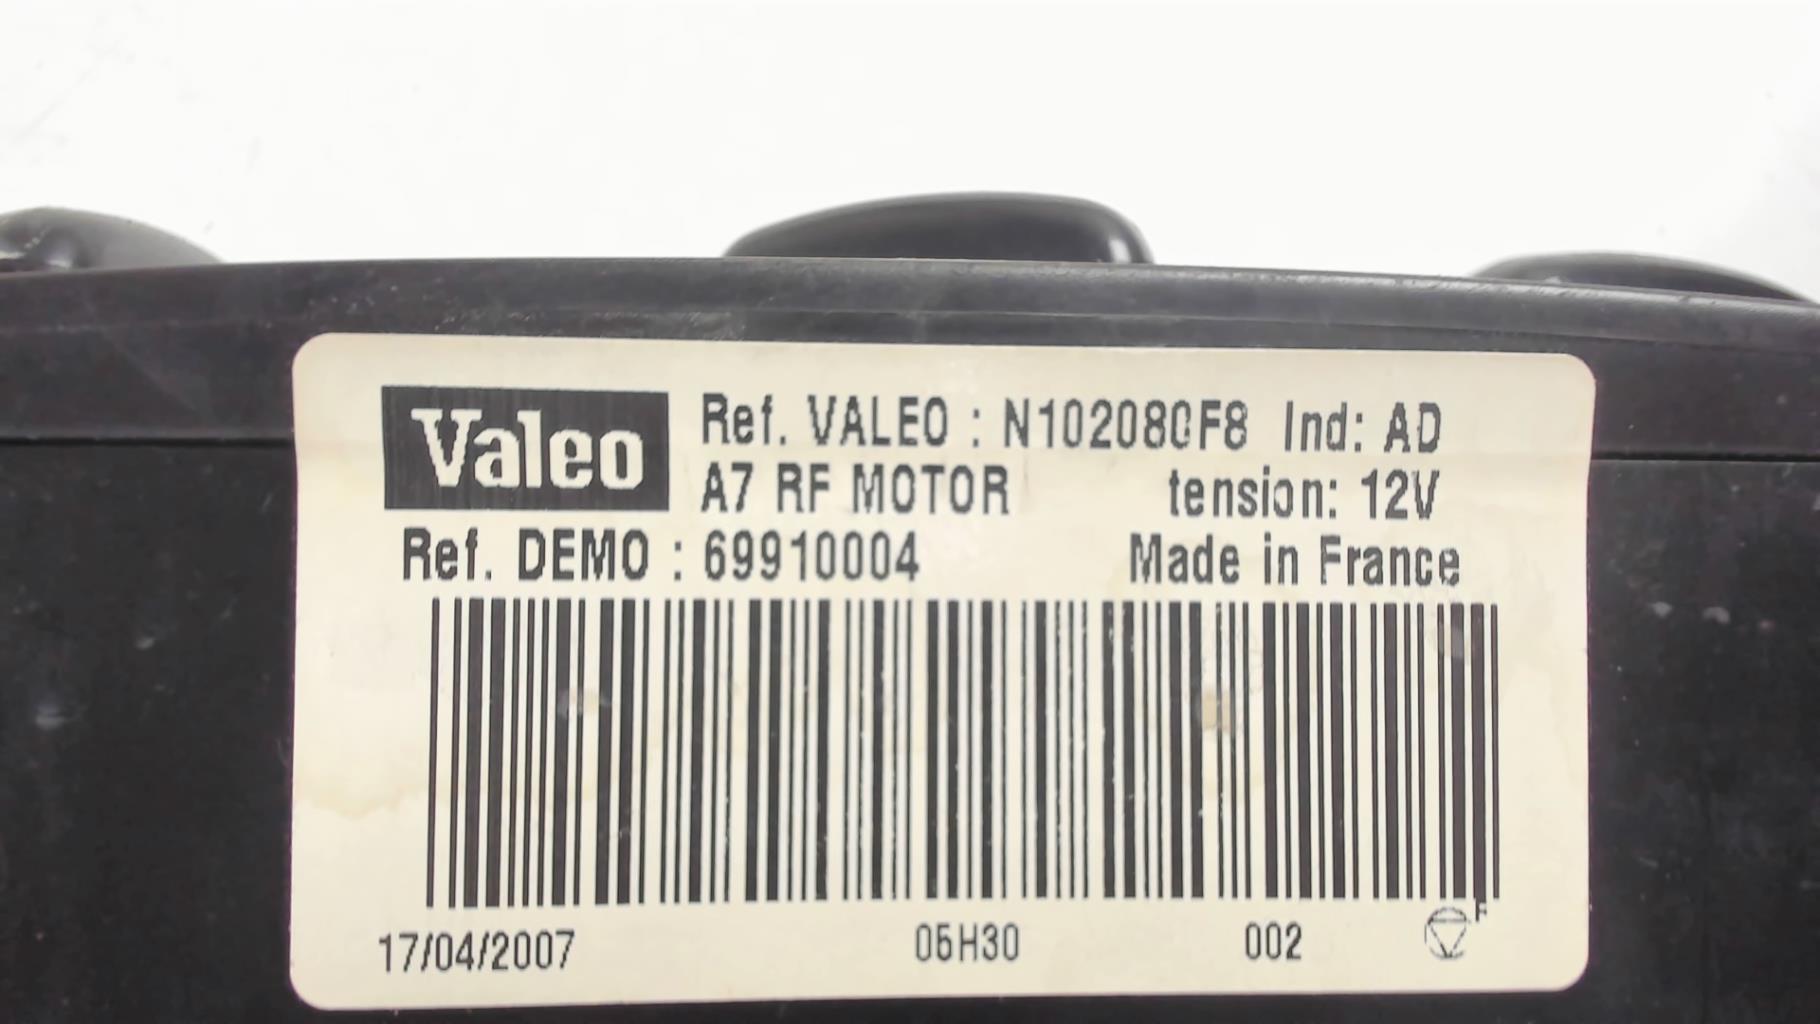 Valeo
Ref. VALEO : N102080F8 Ind: AD
A7 RF MOTOR tension: 12V
Ref. DEMO : 69910004 Made in France
17/04/2007 05H30 002
F